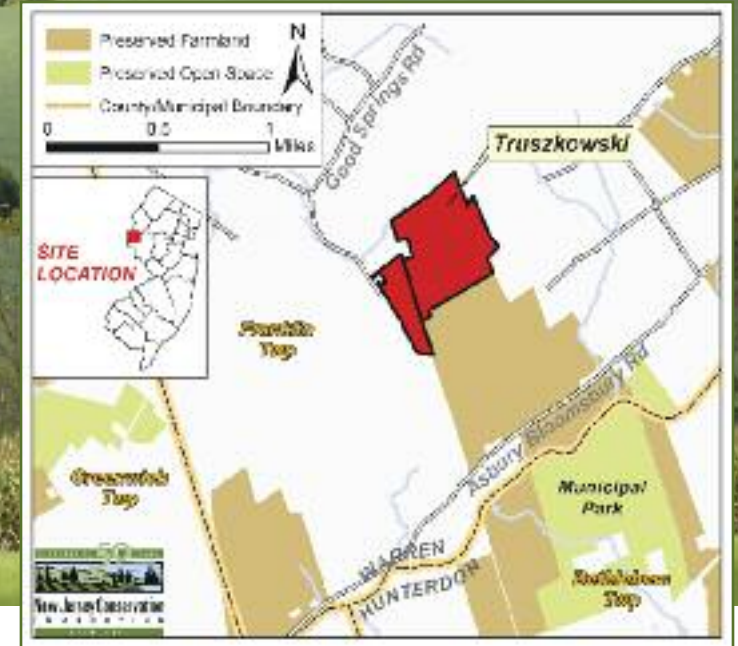 Preserved Farmland
Preserved Open Space
County/Municipal Boundary
0 0.5 1
Miles
N
Good Springs Rd
Truszkowski
SITE
LOCATION
Franklin
Twp
Greenwich
Twp
Asbury Bloomsbury Rd
Municipal
Park
WARREN
HUNTERDON
Bethlehem
Twp
New Jersey Conservation
FOUNDATION